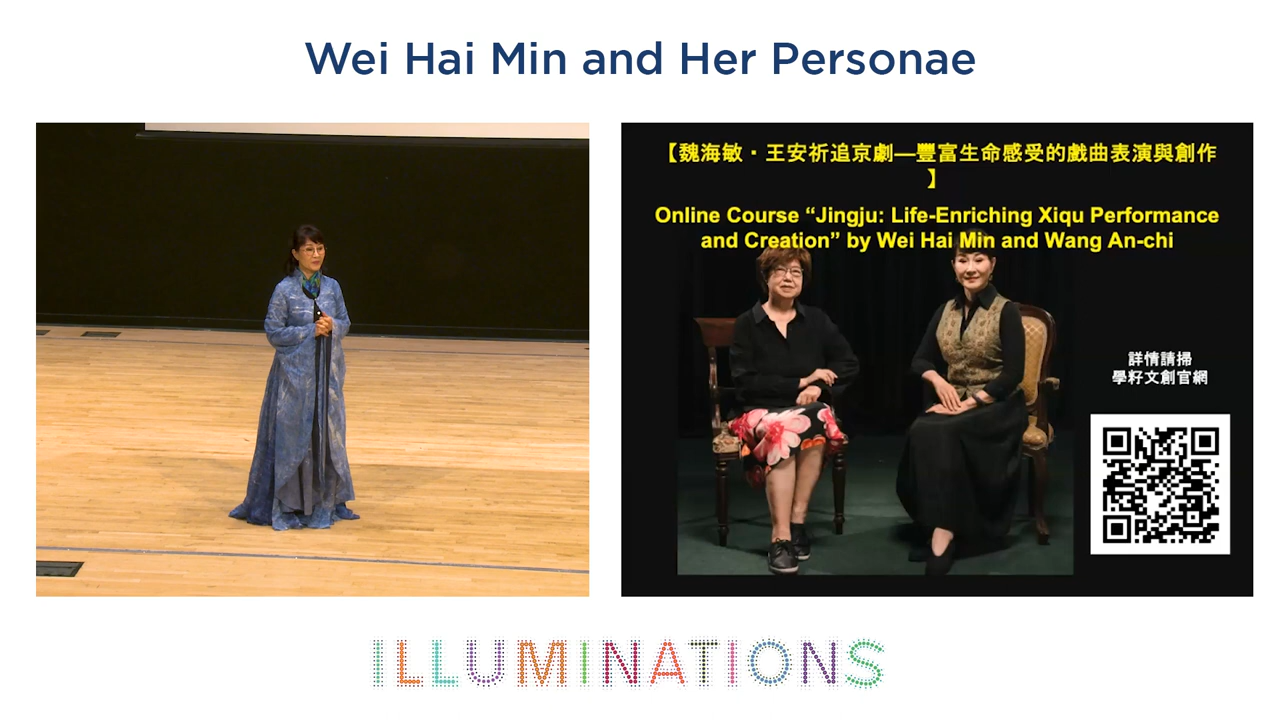 Wei Hai Min and Her Personae
【魏海敏・王安祈追京劇—豐富生命感受的戲曲表演與創作
】
Online Course “Jingju: Life-Enriching Xiqu Performance
and Creation” by Wei Hai Min and Wang An-chi
詳情請掃
學籽文創官網
ILLUMINATIONS